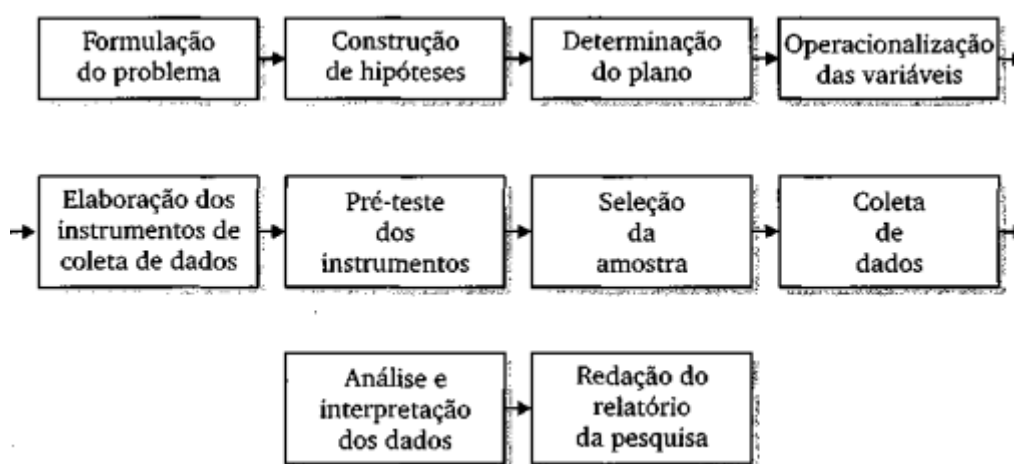 Formulação
do problema
Construção
de hipóteses
Determinação
do plano
Operacionalização
das variáveis
Elaboração dos
instrumentos de
coleta de dados
Pré-teste
dos
instrumentos
Seleção
da
amostra
Coleta
de
dados
Análise e
interpretação
dos dados
Redação do
relatório
da pesquisa